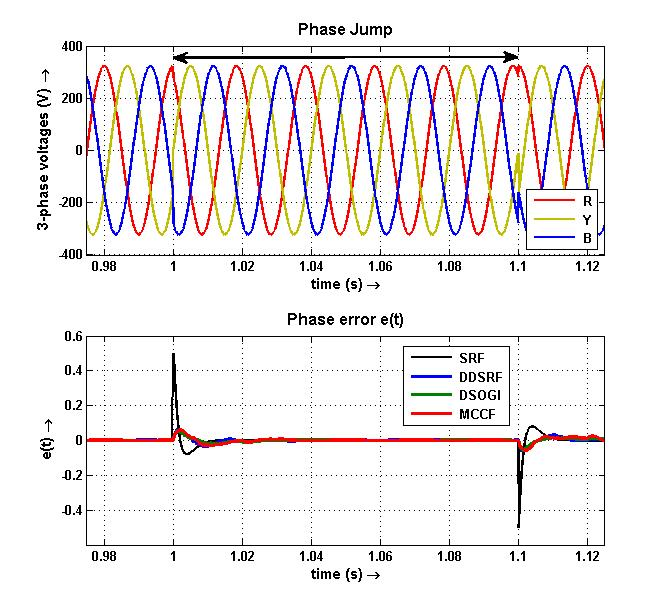 Phase Jump
3-phase voltages (V) →
400
200
0
-200
-400
0.98 1 1.02 1.04 1.06 1.08 1.1 1.12
time (s) →
R
Y
B
Phase error e(t)
e(t) →
0.6
0.4
0.2
0
-0.2
-0.4
0.98 1 1.02 1.04 1.06 1.08 1.1 1.12
time (s) →
SRF
DDSRF
DSOGI
MCCF